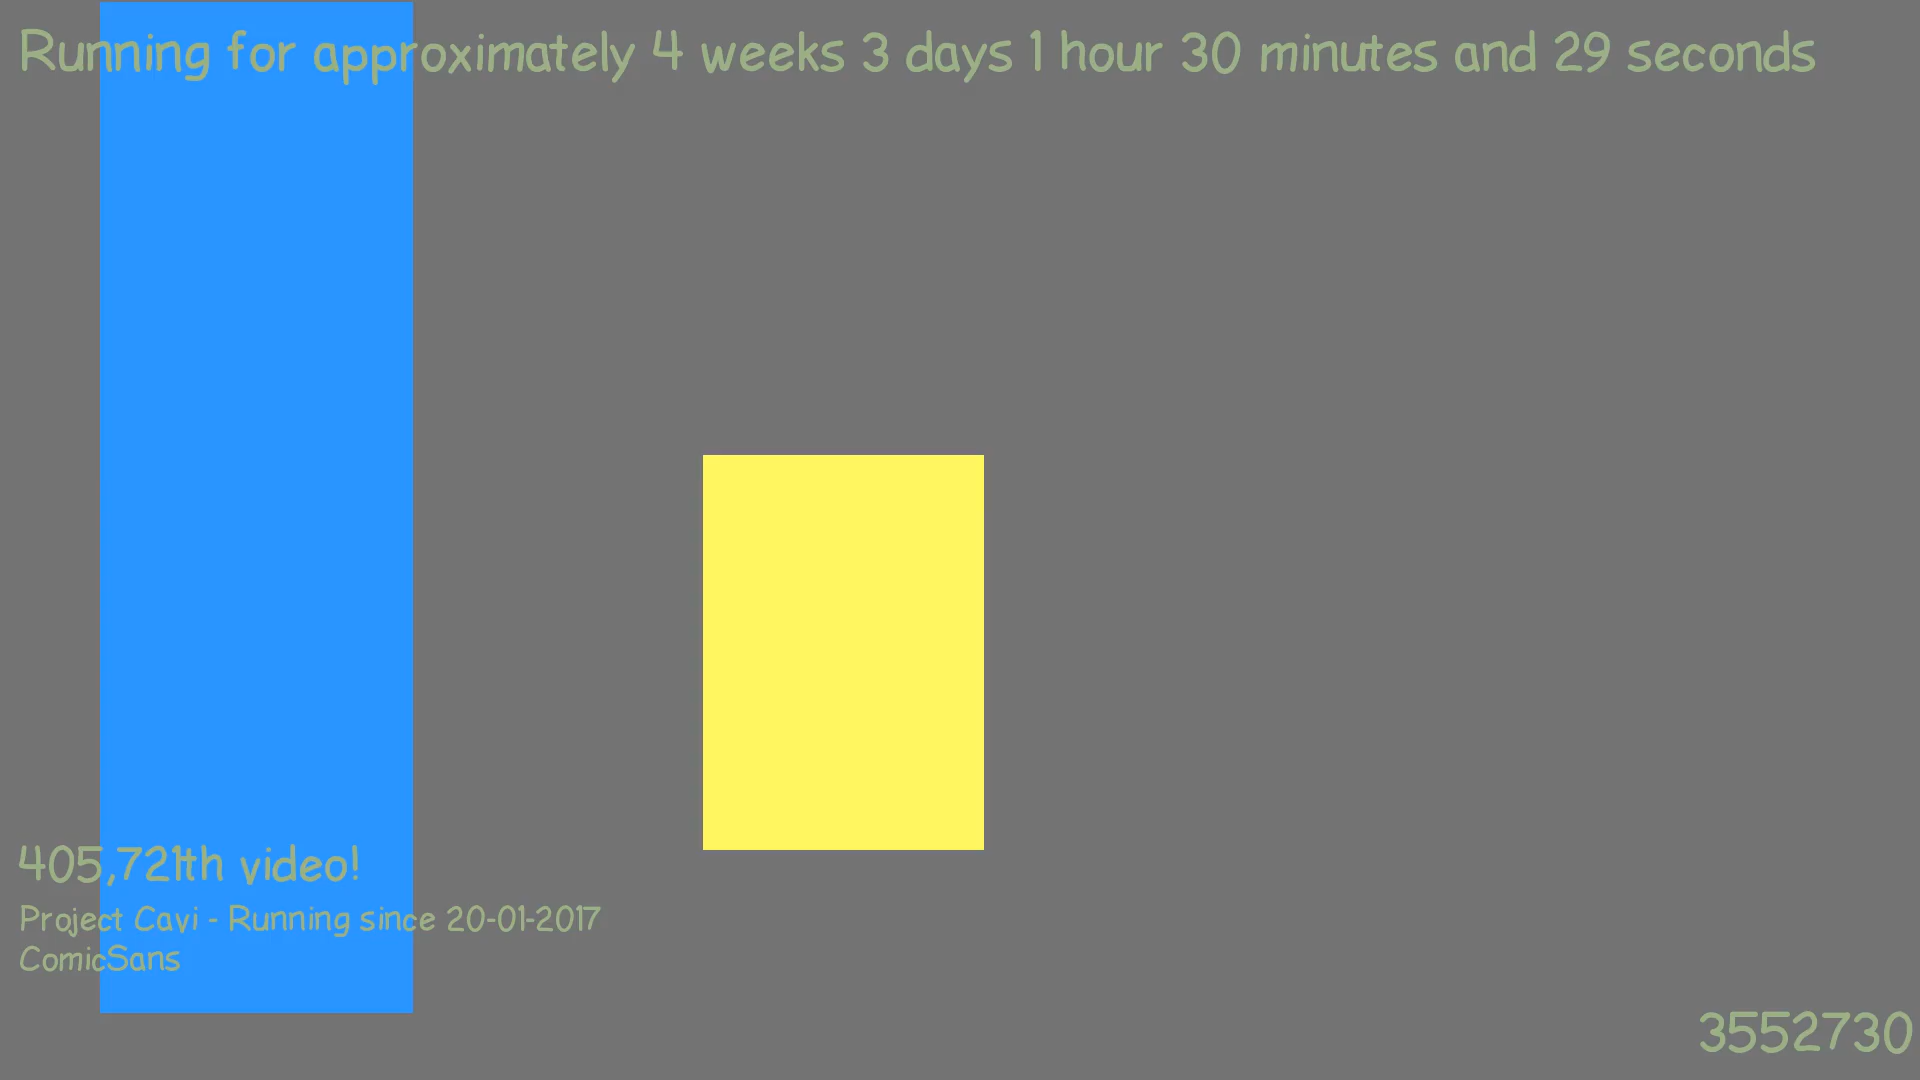 Running for approximately 4 weeks 3 days 1 hour 30 minutes and 29 seconds
405,721th video!
Project Cavi - Running since 20-01-2017
ComicSans
3552730